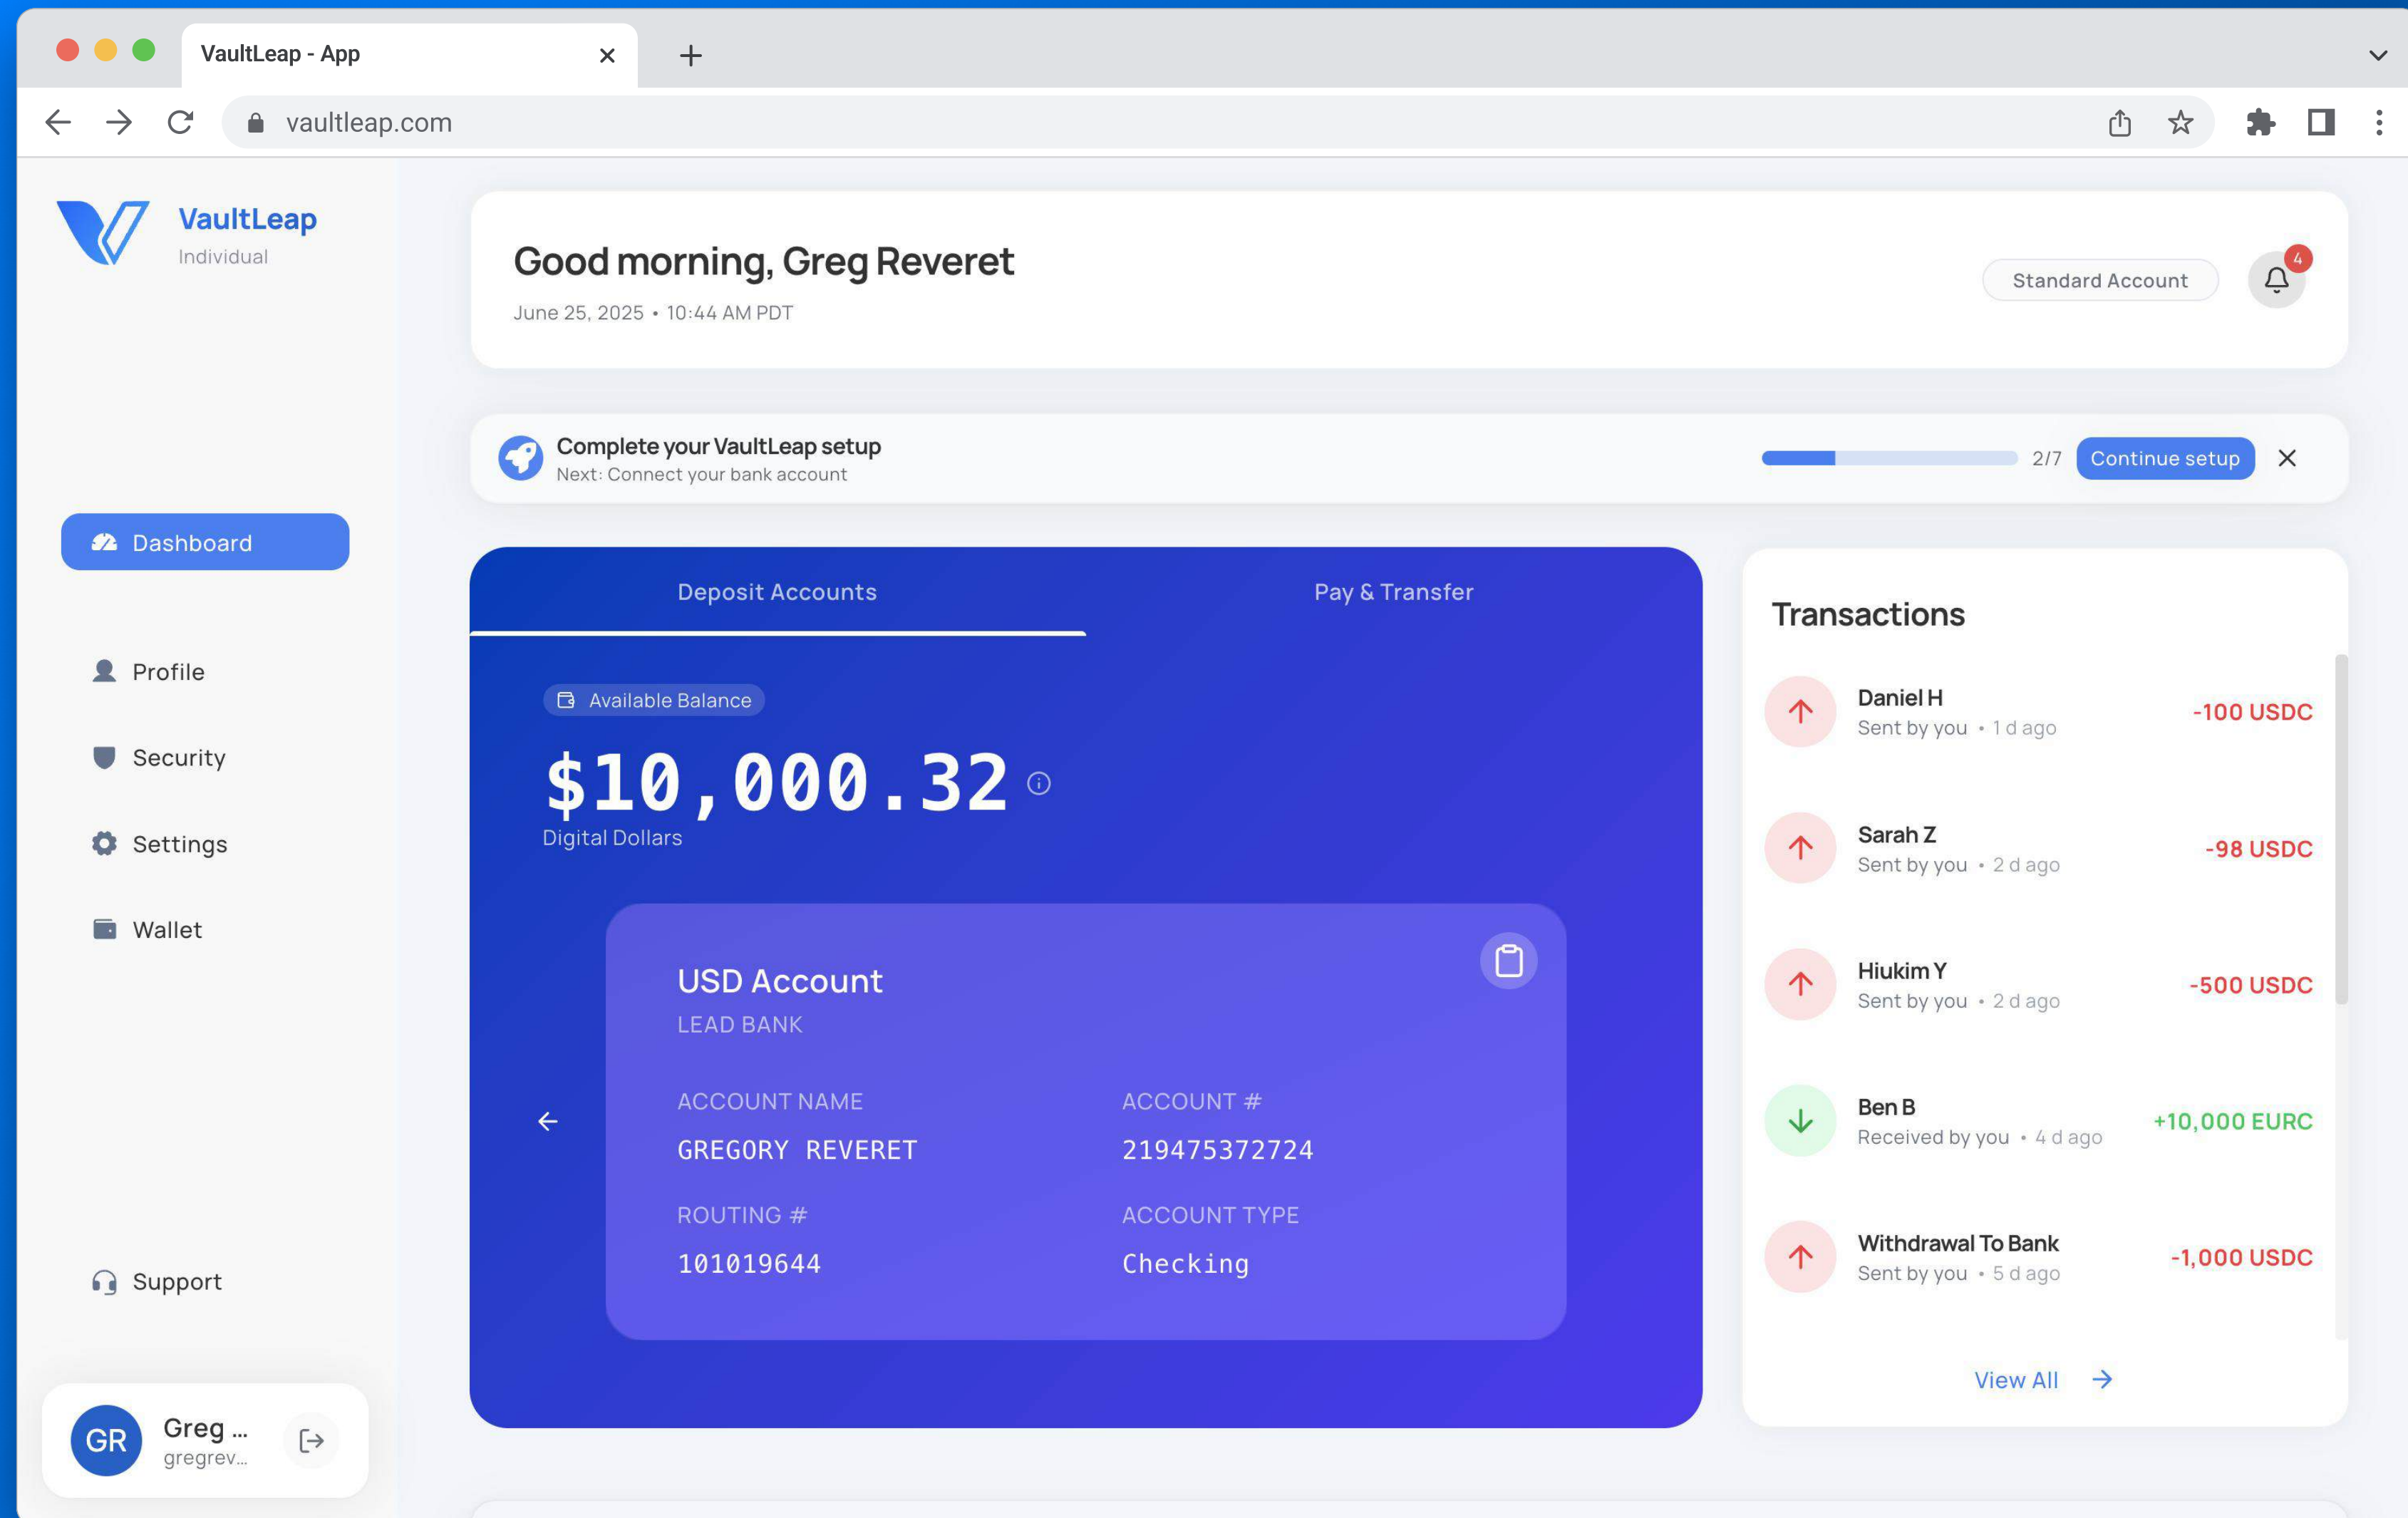 VaultLeap - App
vaultleap.com
VaultLeap
Individual
Dashboard
Profile
Security
Settings
Wallet
Support
GR
Greg ...
gregrev...
Good morning, Greg Reveret
June 25, 2025 • 10:44 AM PDT
Standard Account
4
Complete your VaultLeap setup
Next: Connect your bank account
2/7
Continue setup
Deposit Accounts
Pay & Transfer
Available Balance
$10,000.32
Digital Dollars
USD Account
LEAD BANK
ACCOUNT NAME
GREGORY REVERET
ACCOUNT #
219475372724
ROUTING #
101019644
ACCOUNT TYPE
Checking
Transactions
Daniel H
Sent by you • 1 d ago
-100 USDC
Sarah Z
Sent by you • 2 d ago
-98 USDC
Hiukim Y
Sent by you • 2 d ago
-500 USDC
Ben B
Received by you • 4 d ago
+10,000 EURC
Withdrawal To Bank
Sent by you • 5 d ago
-1,000 USDC
View All